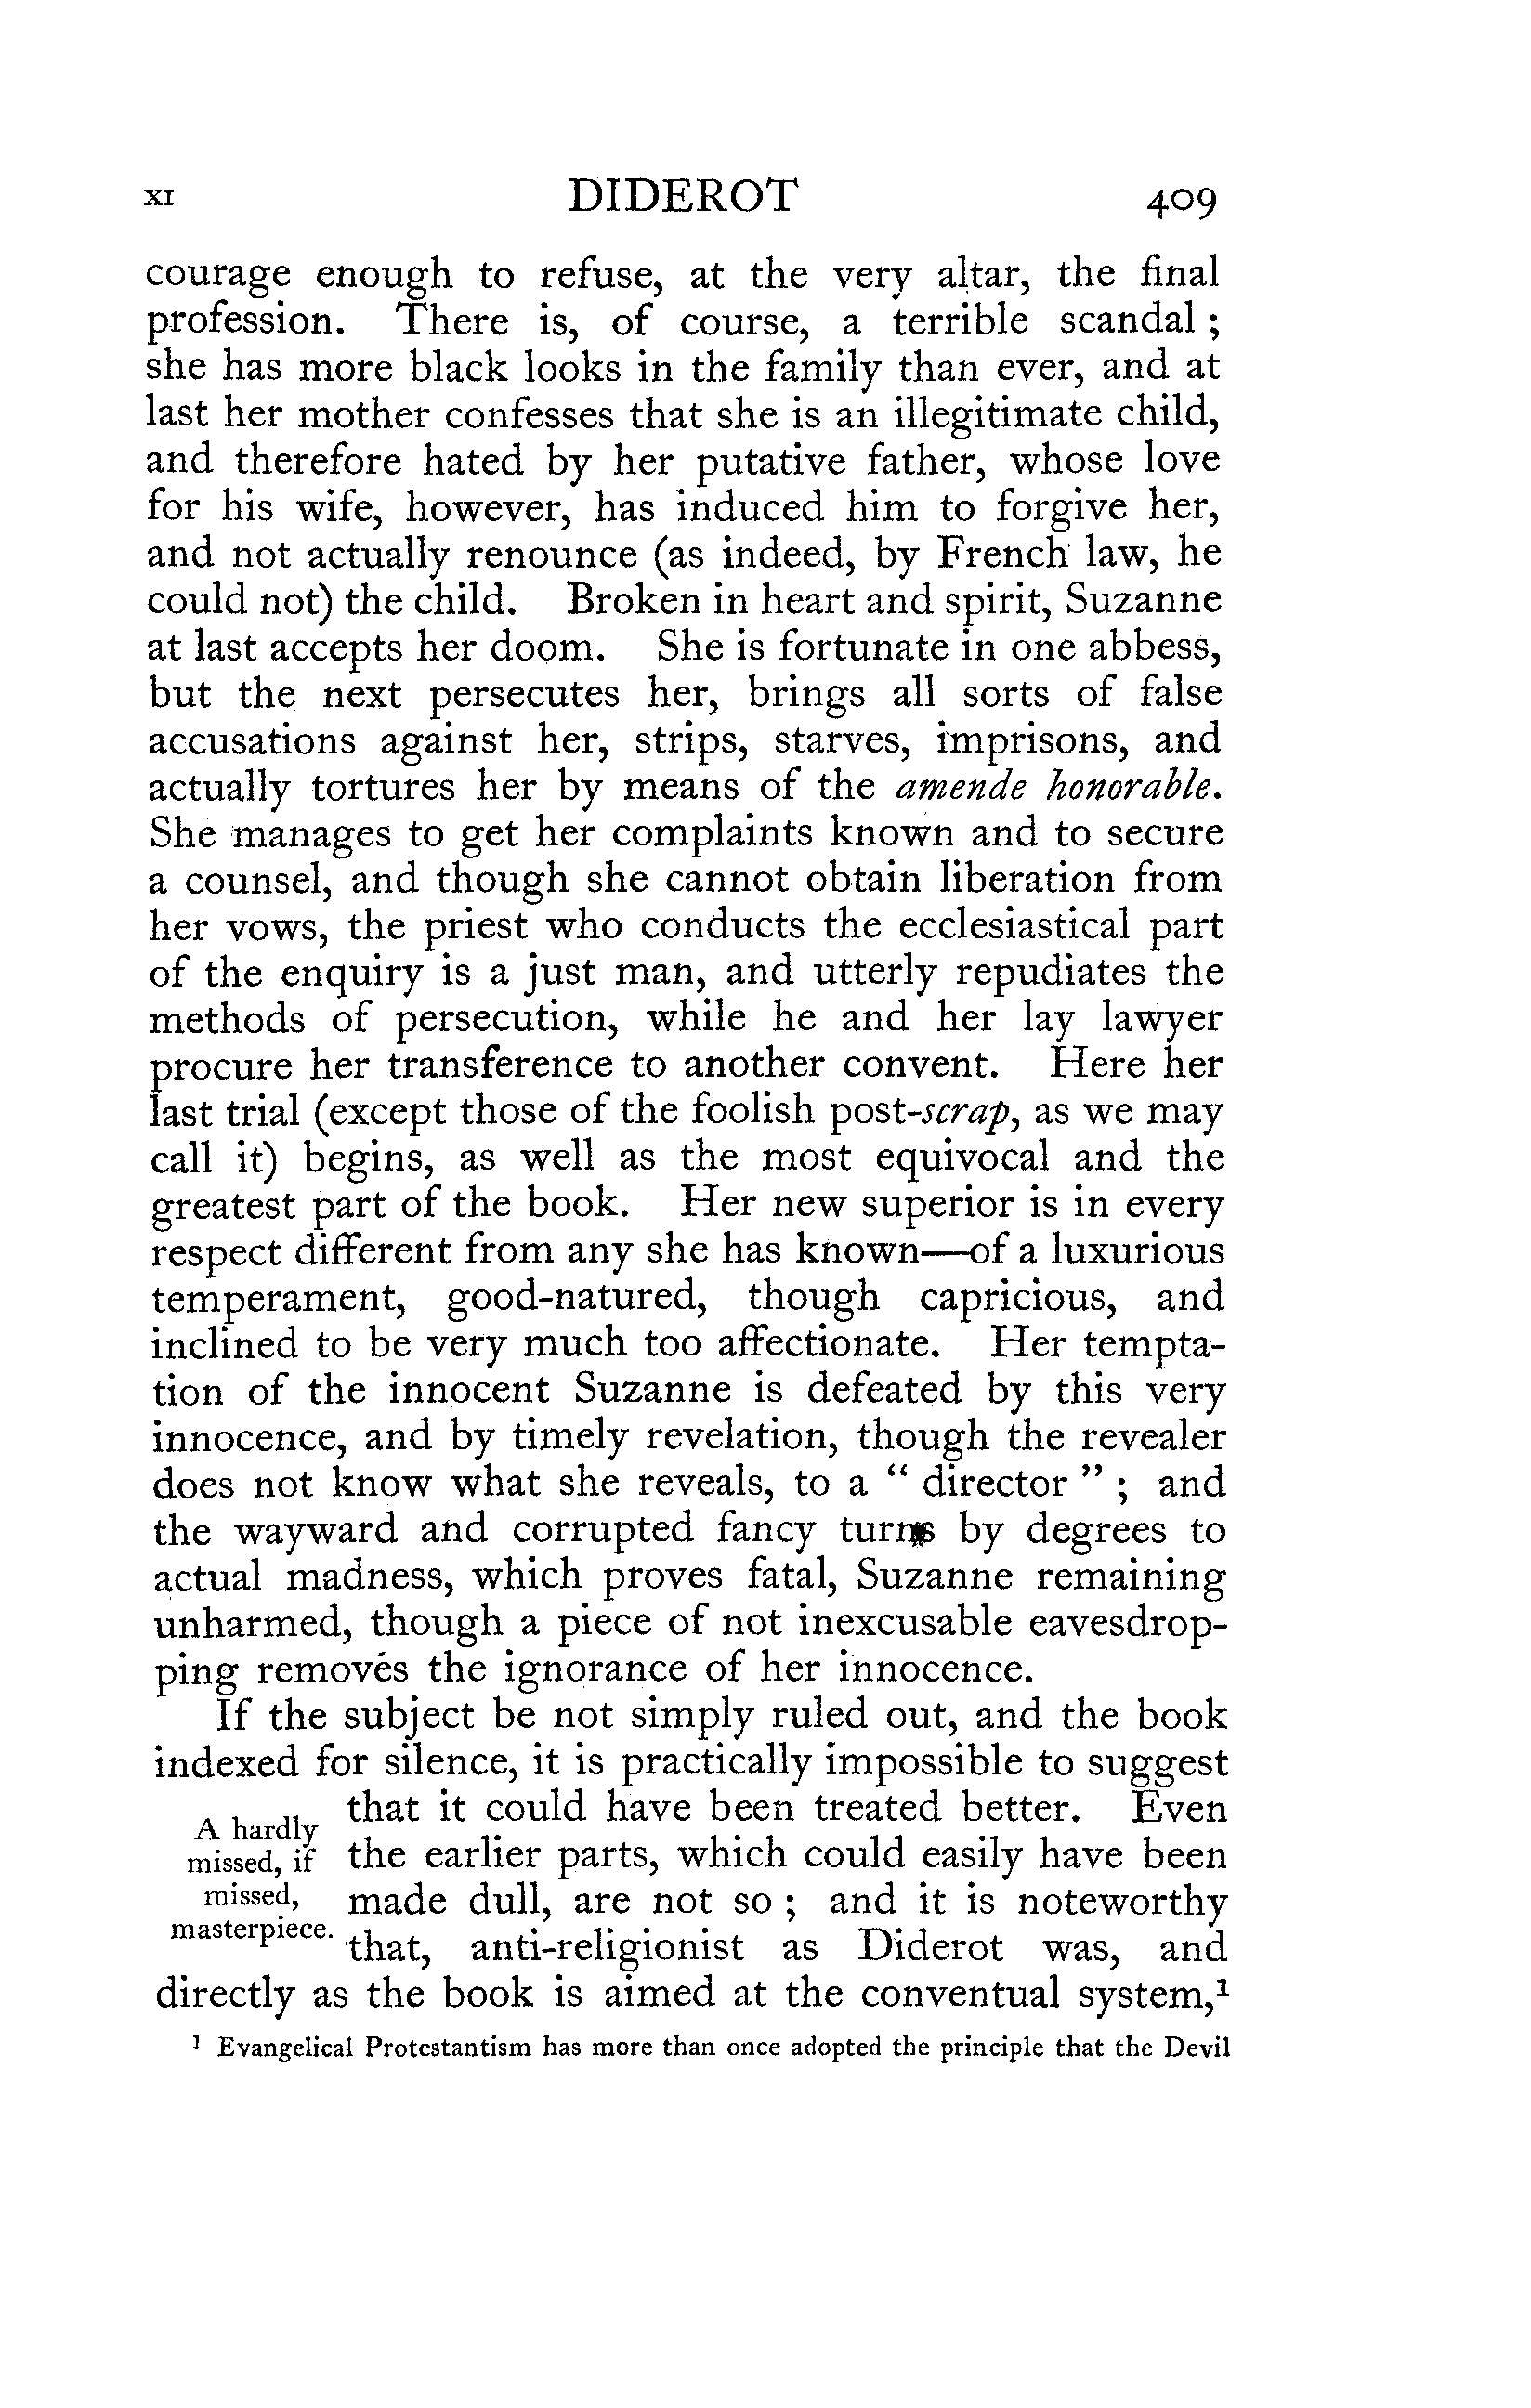 XI DIDEROT 409
courage enough to refuse, at the very altar, the final
profession. There is, of course, a terrible scandal ;
she has more black looks in the family than ever, and at
last her mother confesses that she is an illegitimate child,
and therefore hated by her putative father, whose love
for his wife, however, has induced him to forgive her,
and not actually renounce (as indeed, by French law, he
could not) the child. Broken in heart and spirit, Suzanne
at last accepts her doom. She is fortunate in one abbess,
but the next persecutes her, brings all sorts of false
accusations against her, strips, starves, imprisons, and
actually tortures her by means of the amende honorable.
She manages to get her complaints known and to secure
a counsel, and though she cannot obtain liberation from
her vows, the priest who conducts the ecclesiastical part
of the enquiry is a just man, and utterly repudiates the
methods of persecution, while he and her lay lawyer
procure her transference to another convent. Here her
last trial (except those of the foolish post-scrap, as we may
call it) begins, as well as the most equivocal and the
greatest part of the book. Her new superior is in every
respect different from any she has known—of a luxurious
temperament, good-natured, though capricious, and
inclined to be very much too affectionate. Her tempta-
tion of the innocent Suzanne is defeated by this very
innocence, and by timely revelation, though the revealer
does not know what she reveals, to a “ director ” ; and
the wayward and corrupted fancy turns by degrees to
actual madness, which proves fatal, Suzanne remaining
unharmed, though a piece of not inexcusable eavesdrop-
ping removes the ignorance of her innocence.
If the subject be not simply ruled out, and the book
indexed for silence, it is practically impossible to suggest
that it could have been treated better. Even
the earlier parts, which could easily have been
made dull, are not so ; and it is noteworthy
that, anti-religionist as Diderot was, and
directly as the book is aimed at the conventual system,¹
A hardly
missed, if
missed,
masterpiece.
¹ Evangelical Protestantism has more than once adopted the principle that the Devil